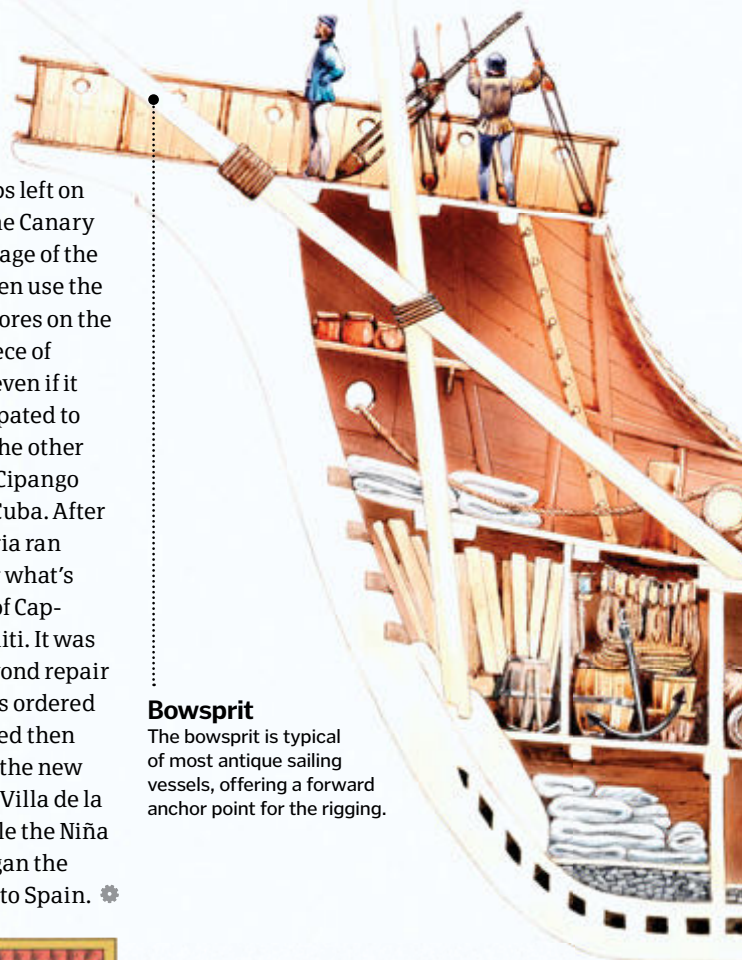 os left on
ne Canary
age of the
en use the
ores on the
ece of
even if it
pated to
he other
Cipango
Cuba. After
ria ran
what's
of Cap-
iti. It was
ond repair
s ordered
ed then
the new
Villa de la
le the Niña
gan the
to Spain.
Bowsprit
The bowsprit is typical
of most antique sailing
vessels, offering a forward
anchor point for the rigging.